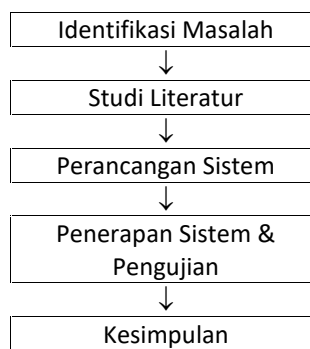 Identifikasi Masalah
↓
Studi Literatur
↓
Perancangan Sistem
↓
Penerapan Sistem &
Pengujian
↓
Kesimpulan